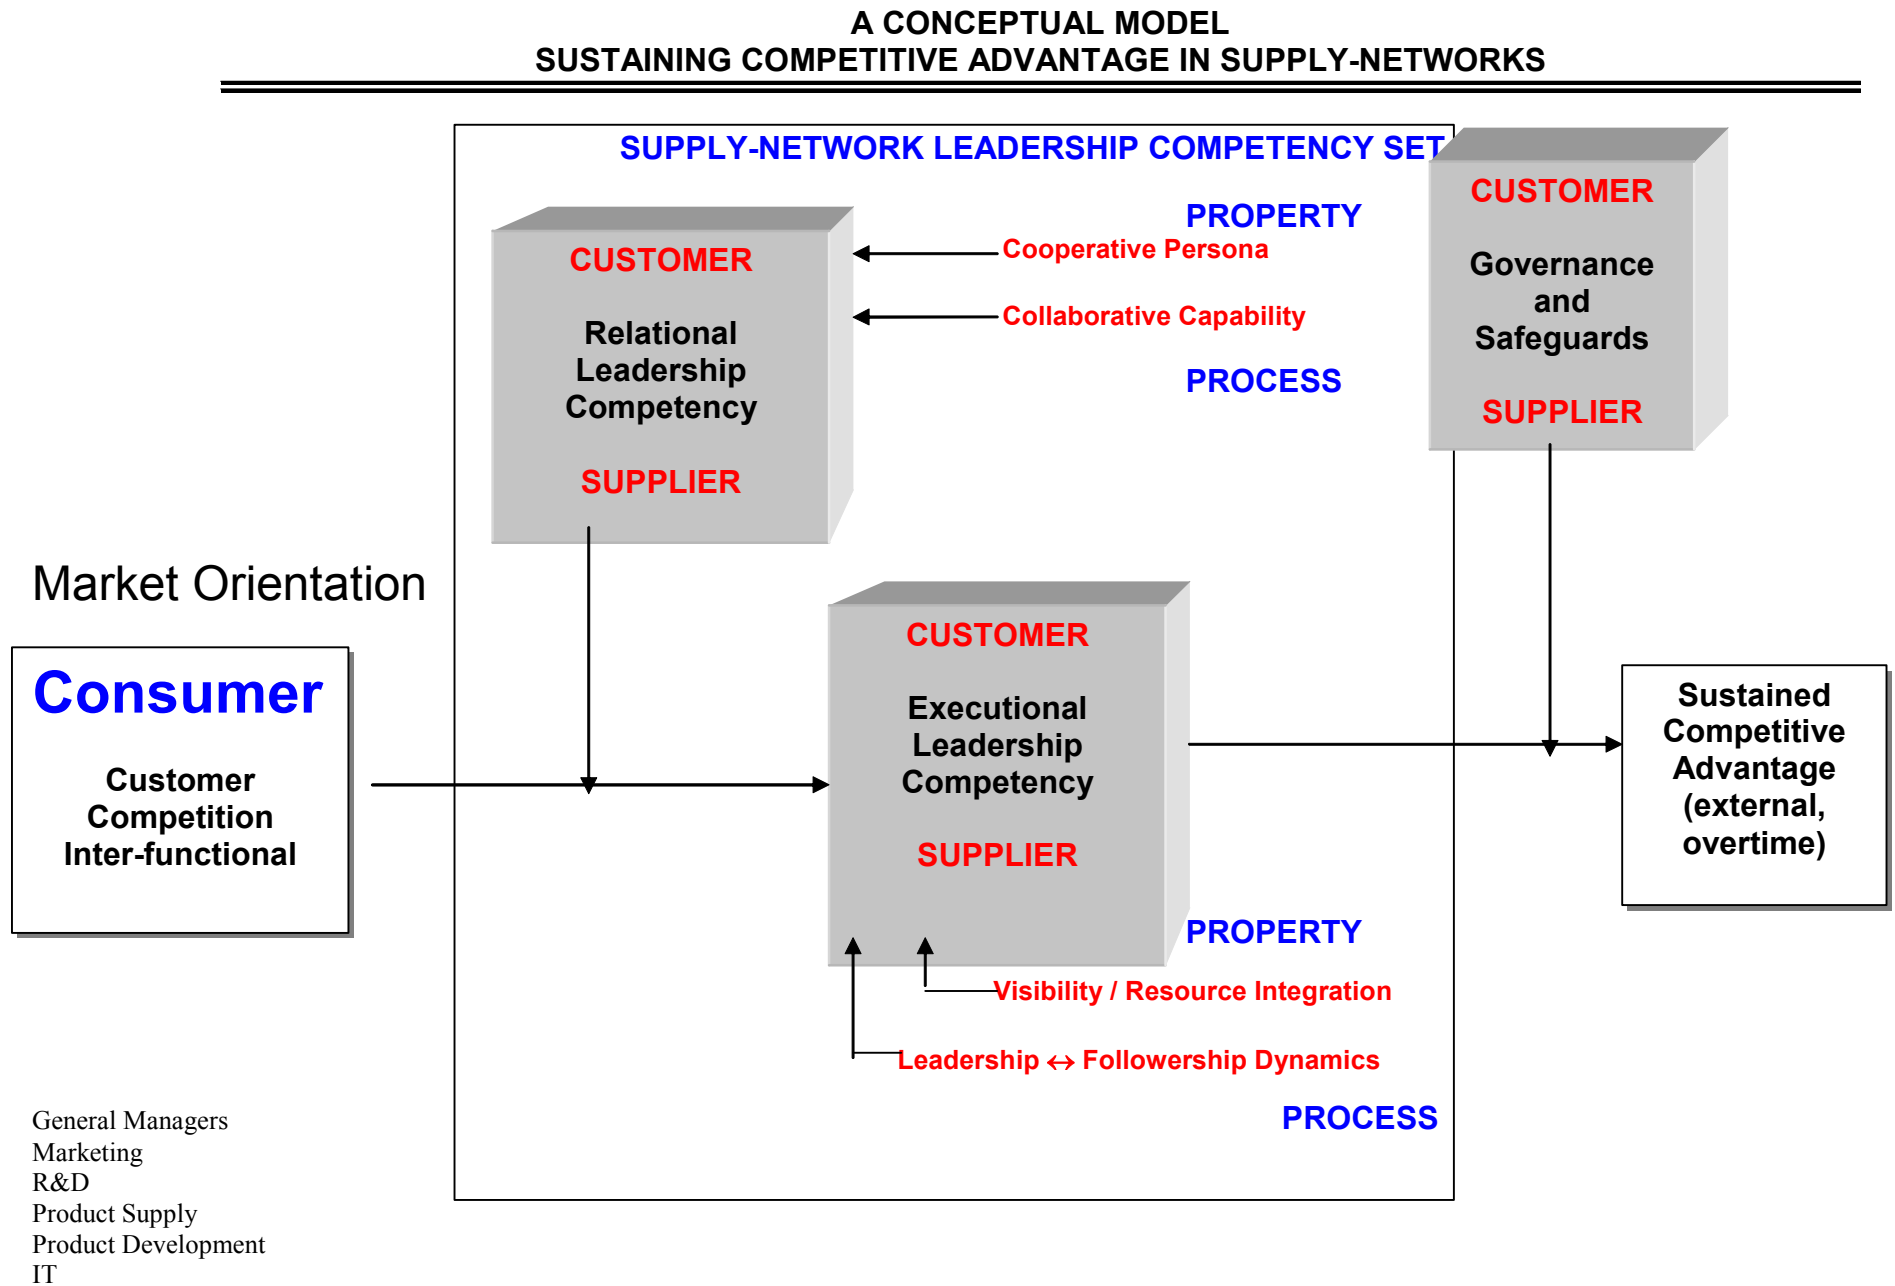 A CONCEPTUAL MODEL
SUSTAINING COMPETITIVE ADVANTAGE IN SUPPLY-NETWORKS
SUPPLY-NETWORK LEADERSHIP COMPETENCY SET
CUSTOMER
Relational
Leadership
Competency
SUPPLIER
PROPERTY
Cooperative Persona
Collaborative Capability
PROCESS
CUSTOMER
Governance
and
Safeguards
SUPPLIER
Market Orientation
Consumer
Customer
Competition
Inter-functional
CUSTOMER
Executional
Leadership
Competency
SUPPLIER
PROPERTY
Visibility / Resource Integration
Leadership ↔ Followership Dynamics
PROCESS
Sustained
Competitive
Advantage
(external,
overtime)
General Managers
Marketing
R&D
Product Supply
Product Development
IT